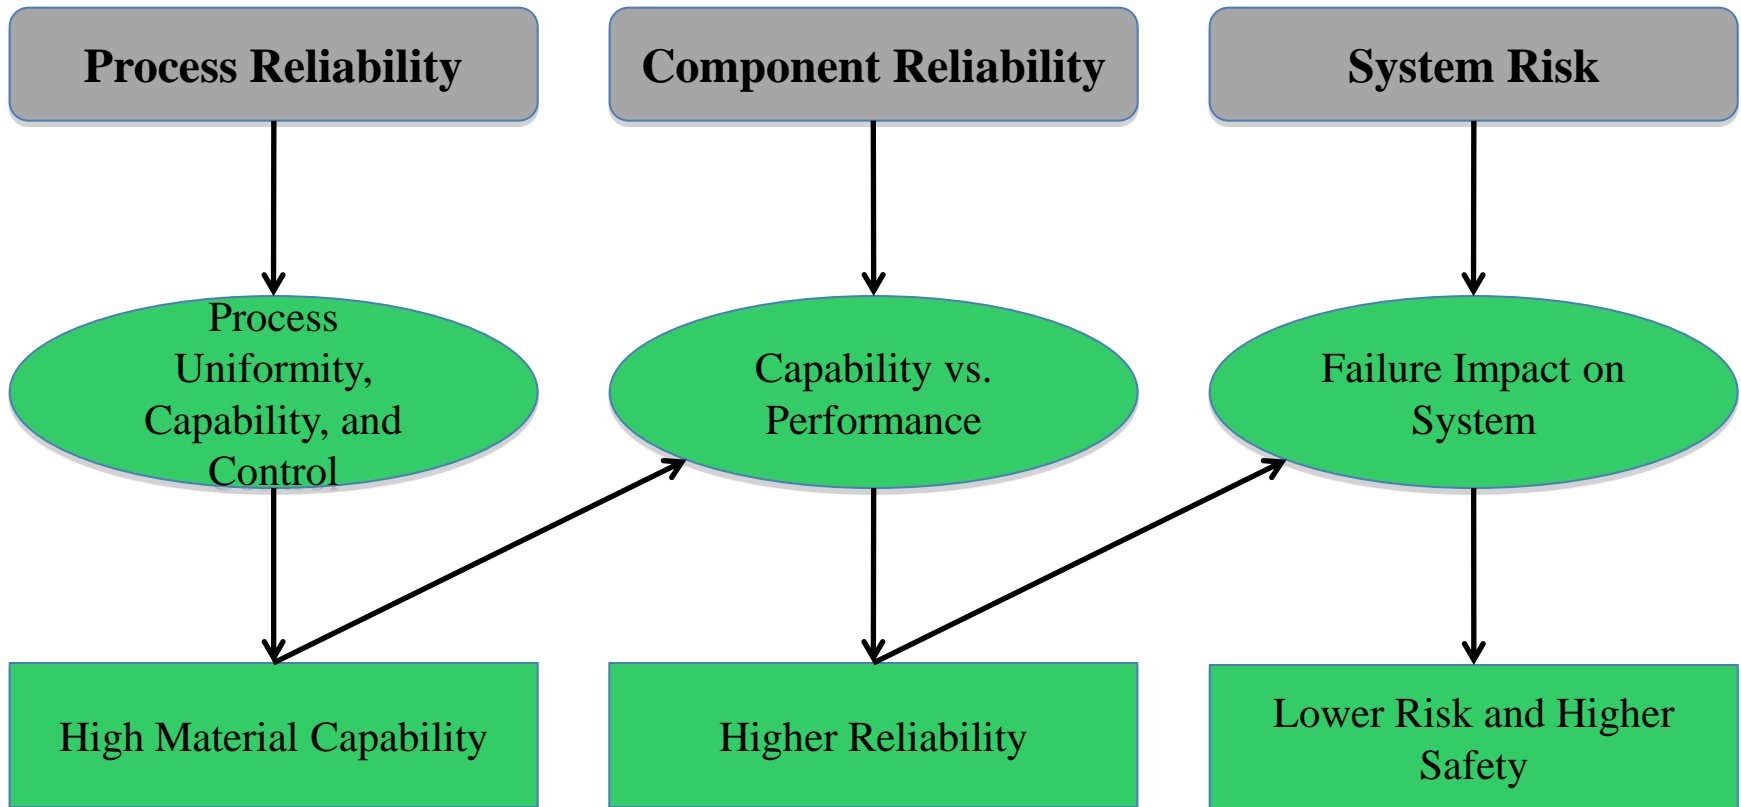 Process Reliability
Component Reliability
System Risk
Process
Uniformity,
Capability, and
Control
Capability vs.
Performance
Failure Impact on
System
High Material Capability
Higher Reliability
Lower Risk and Higher
Safety